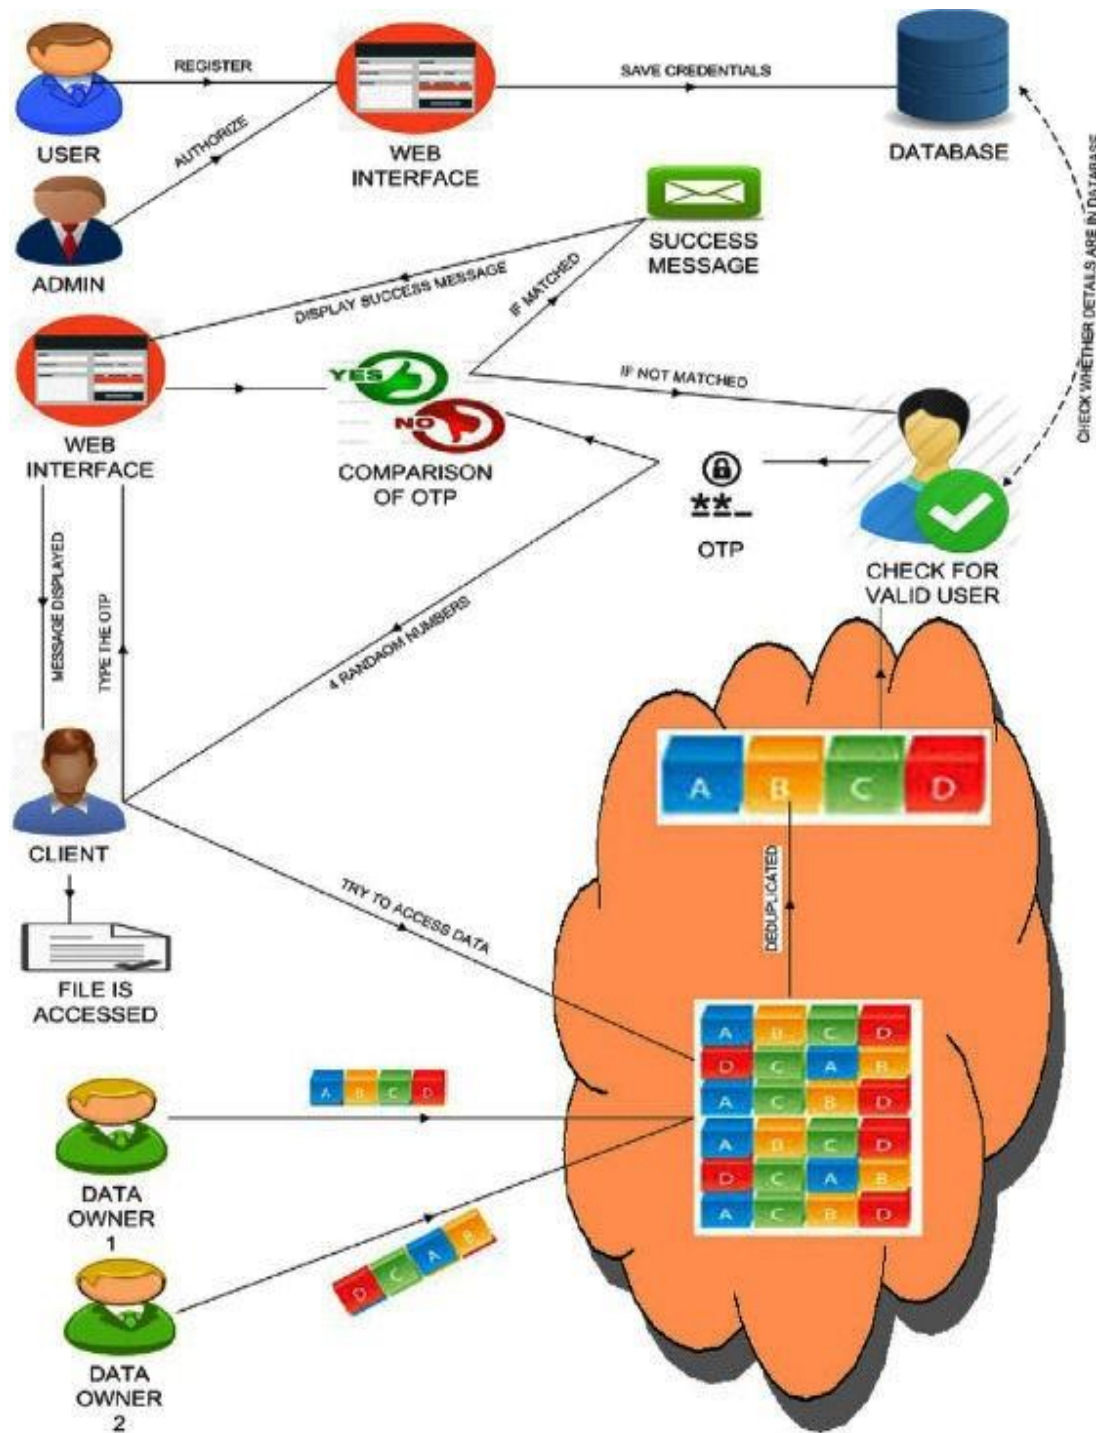 REGISTER
SAVE CREDENTIALS
AUTHORIZE
USER
WEB
INTERFACE
DATABASE
ADMIN
SUCCESS
MESSAGE
CHECK WHETHER DETAILS ARE IN DATABASE
DISPLAY SUCCESS MESSAGE
IF MATCHED
YES
NO
IF NOT MATCHED
WEB
INTERFACE
COMPARISON
OF OTP
**_
OTP
CHECK FOR
VALID USER
MESSAGE DISPLAYED
TYPE THE OTP
4 RANDAOM NUMBERS
A B C D
CLIENT
TRY TO ACCESS DATA
DEDUPLICATED
FILE IS
ACCESSED
A B C D
D C A B
A C B D
A B C D
D C A B
A C B D
A B C D
DATA
OWNER
1
D C A B
DATA
OWNER
2